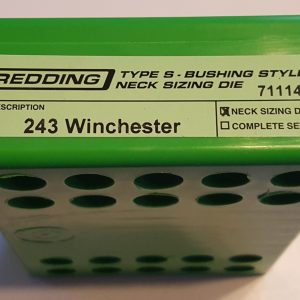 REDDING TYPE S - BUSHING STYLE
NECK SIZING DIE 71114
DESCRIPTION
243 Winchester
NECK SIZING D
COMPLETE SE